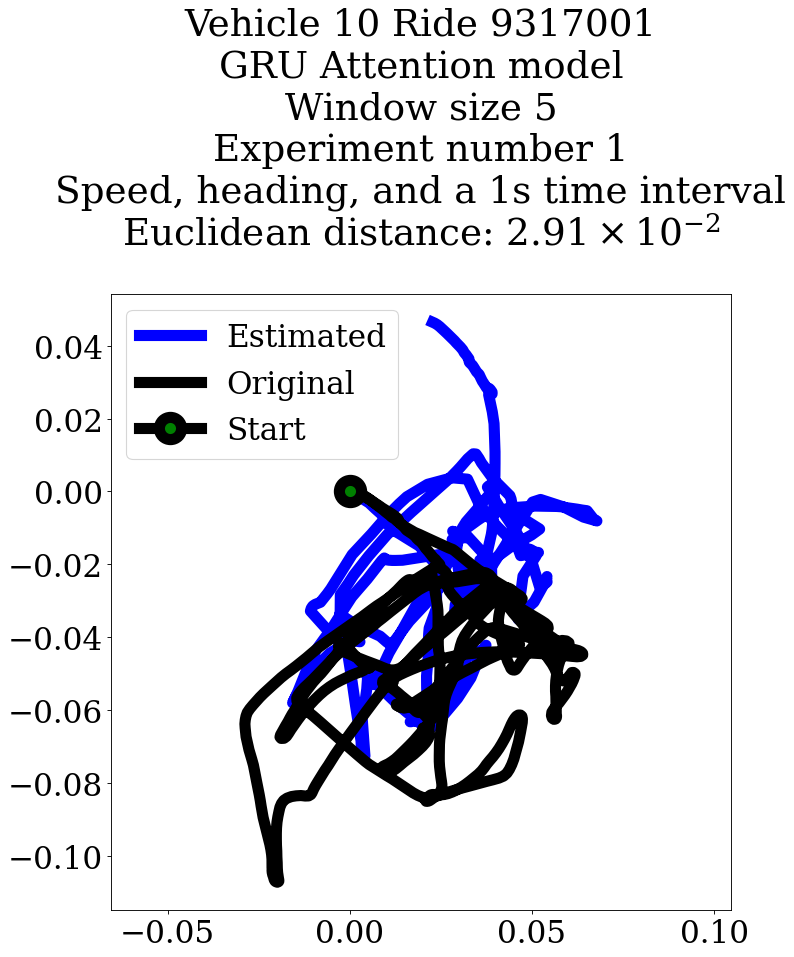 Vehicle 10 Ride 9317001
GRU Attention model
Window size 5
Experiment number 1
Speed, heading, and a 1s time interval
Euclidean distance: 2.91 × 10⁻²
Estimated
Original
Start
0.04
0.02
0.00
−0.02
−0.04
−0.06
−0.08
−0.10
−0.05
0.00
0.05
0.10